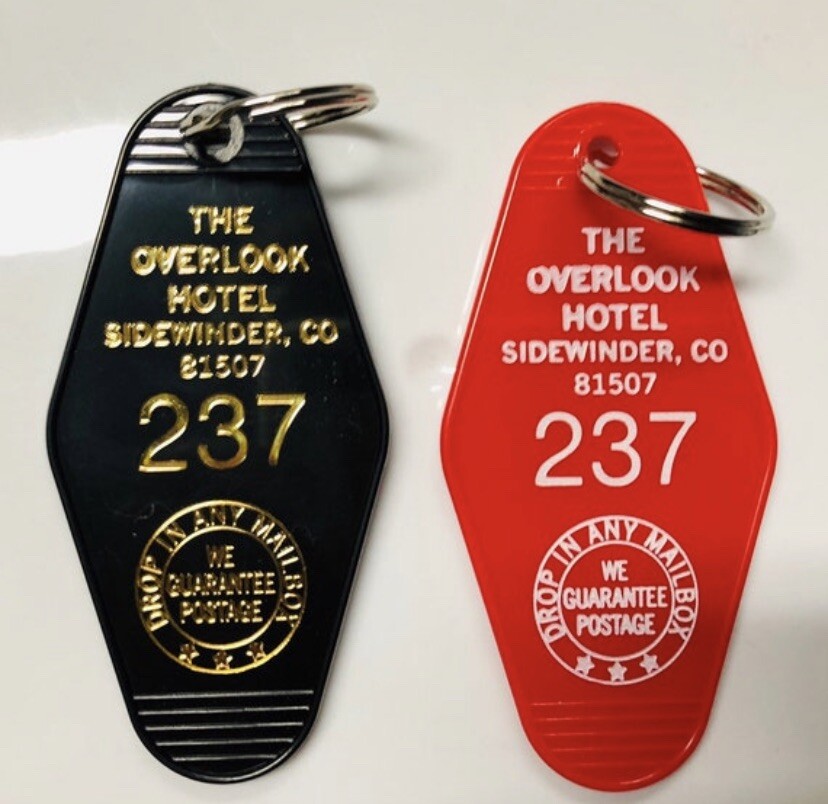 THE
OVERLOOK
HOTEL
SIDEWINDER, CO
81507
237
DROP IN ANY MAILBOX
WE
GUARANTEE
POSTAGE
THE
OVERLOOK
HOTEL
SIDEWINDER, CO
81507
237
DROP IN ANY MAILBOX
WE
GUARANTEE
POSTAGE